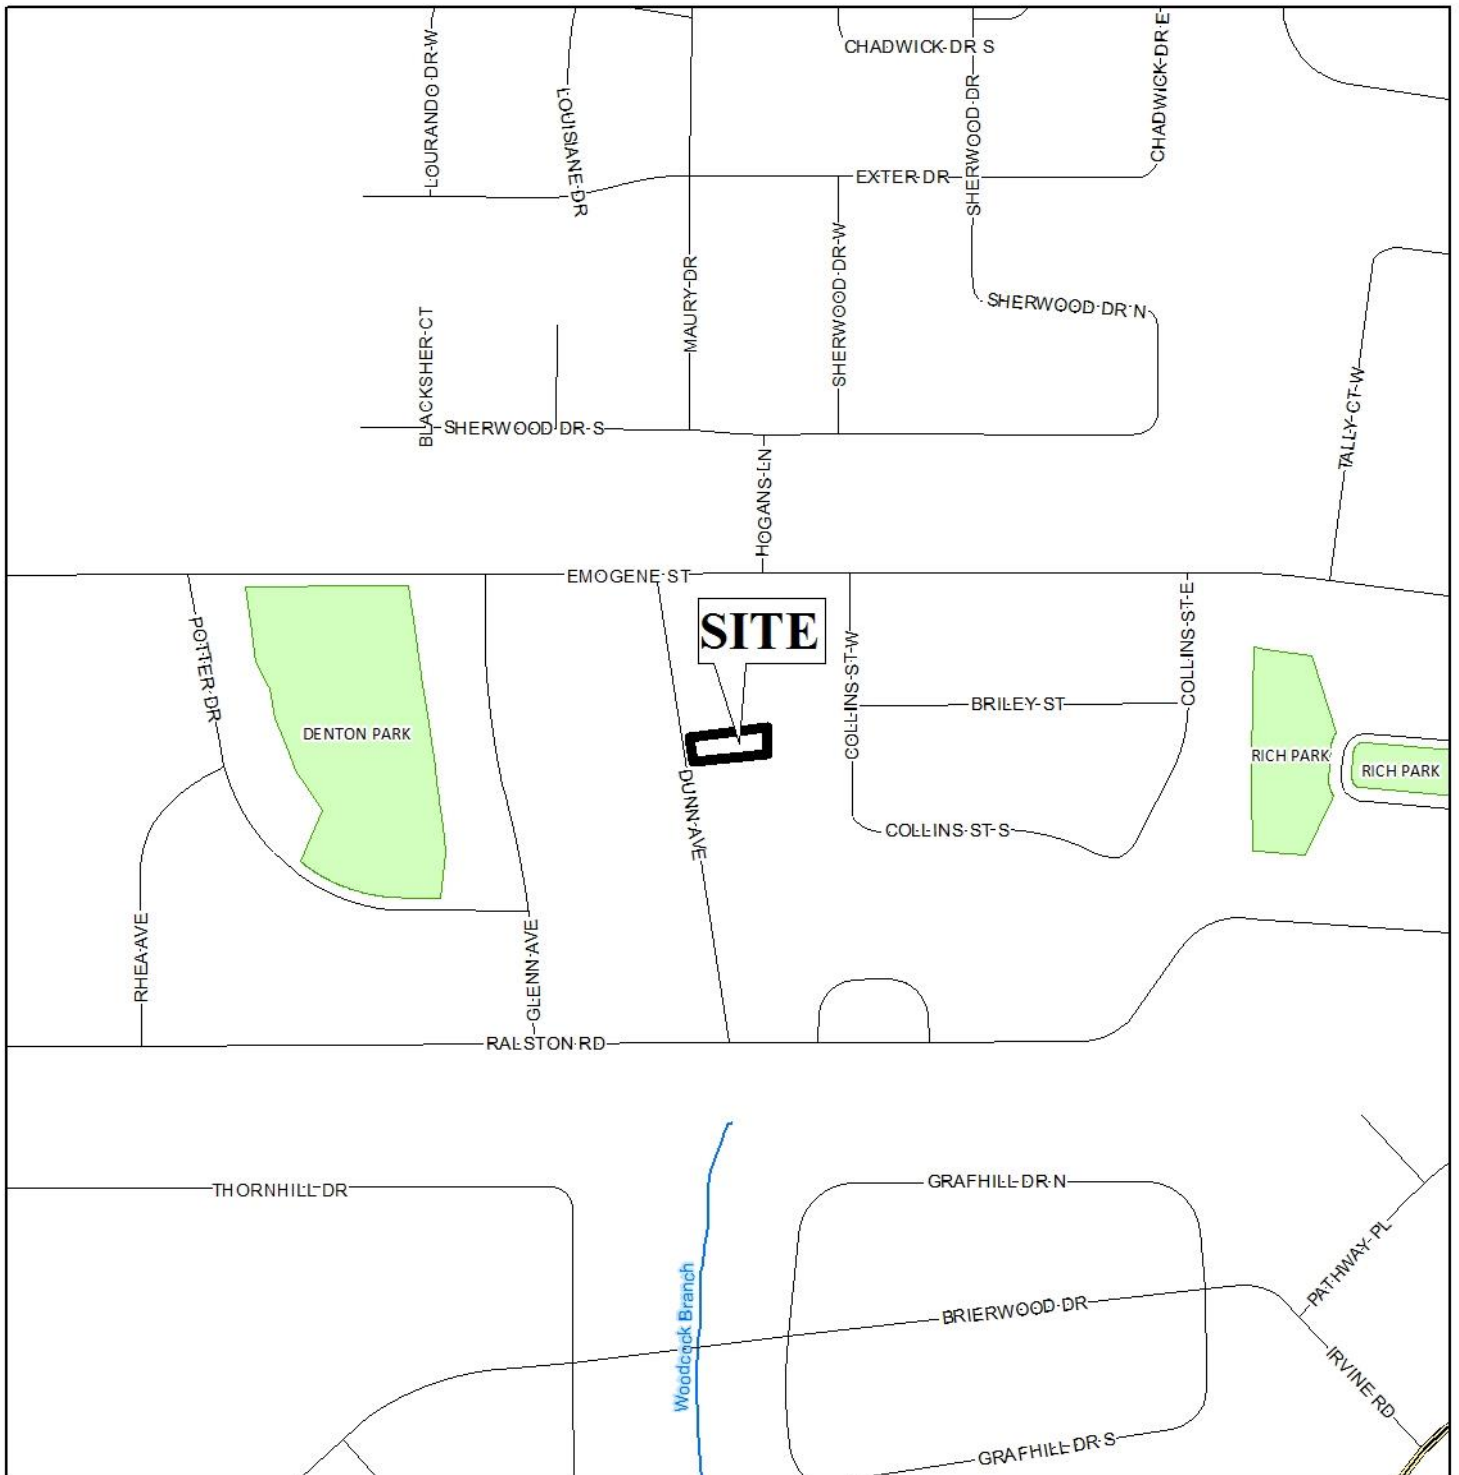 CHADWICK DR S
LOURANDO DR W
LOUISIANE DR
SHERWOOD DR
CHADWICK DR E
EXTER DR
MAURY DR
SHERWOOD DR W
SHERWOOD DR N
BLACKSHER CT
SHERWOOD DR S
TALLY CT W
HOGANS LN
EMOGENE ST
POTTER DR
SITE
COLLINS ST W
COLLINS ST E
BRILEY ST
DENTON PARK
RICH PARK
RICH PARK
DUNN AVE
COLLINS ST S
RHEA AVE
GLENN AVE
RALSTON RD
THORNHILL DR
GRAFHILL DR N
PATHWAY PL
Woodcock Branch
BRIERWOOD DR
IRVINE RD
GRAFHILL DR S